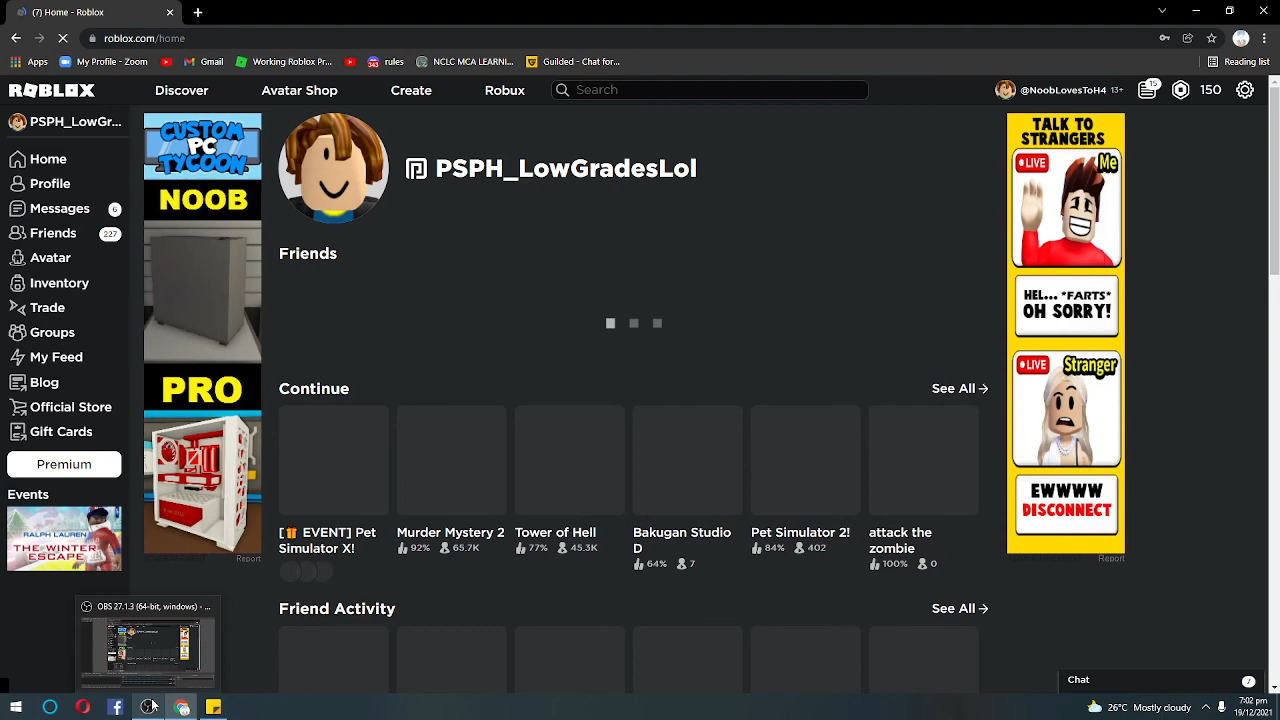 (7) Home - Roblox
roblox.com/home
Apps
My Profile - Zoom
Gmail
Verifying Roblox Pr...
rules
KCFL MCA LEARNI...
Guilded - Chat for...
Reading list
ROBLOX
Discover
Avatar Shop
Create
Robux
Search
@NoobLovesToH4 13+
15
150
PSPH_LowGr...
Home
Profile
Messages 6
Friends 227
Avatar
Inventory
Trade
Groups
My Feed
Blog
Official Store
Gift Cards
Premium
Events
RALPH LAUREN
THE WINTER
ESCAPE
CUSTOM
PC
TYCOON
NOOB
PRO
Report
PSPH_LowGradesLol
Friends
Continue
See All
[🎁 EVENT] Pet
Simulator X!
Murder Mystery 2
92%
Tower of Hell
77% 43.3K
Bakugan Studio
D
64% 7
Pet Simulator 2!
402
attack the
zombie
100% 0
Friend Activity
See All
TALK TO
STRANGERS
LIVE
Me
HEL... *FARTS*
OH SORRY!
LIVE
Stranger
EWWWW
DISCONNECT
Report
OBS 27.1.3 (64-bit, windows)...
Chat
7
26°C Mostly cloudy
7:02 pm
19/12/2021